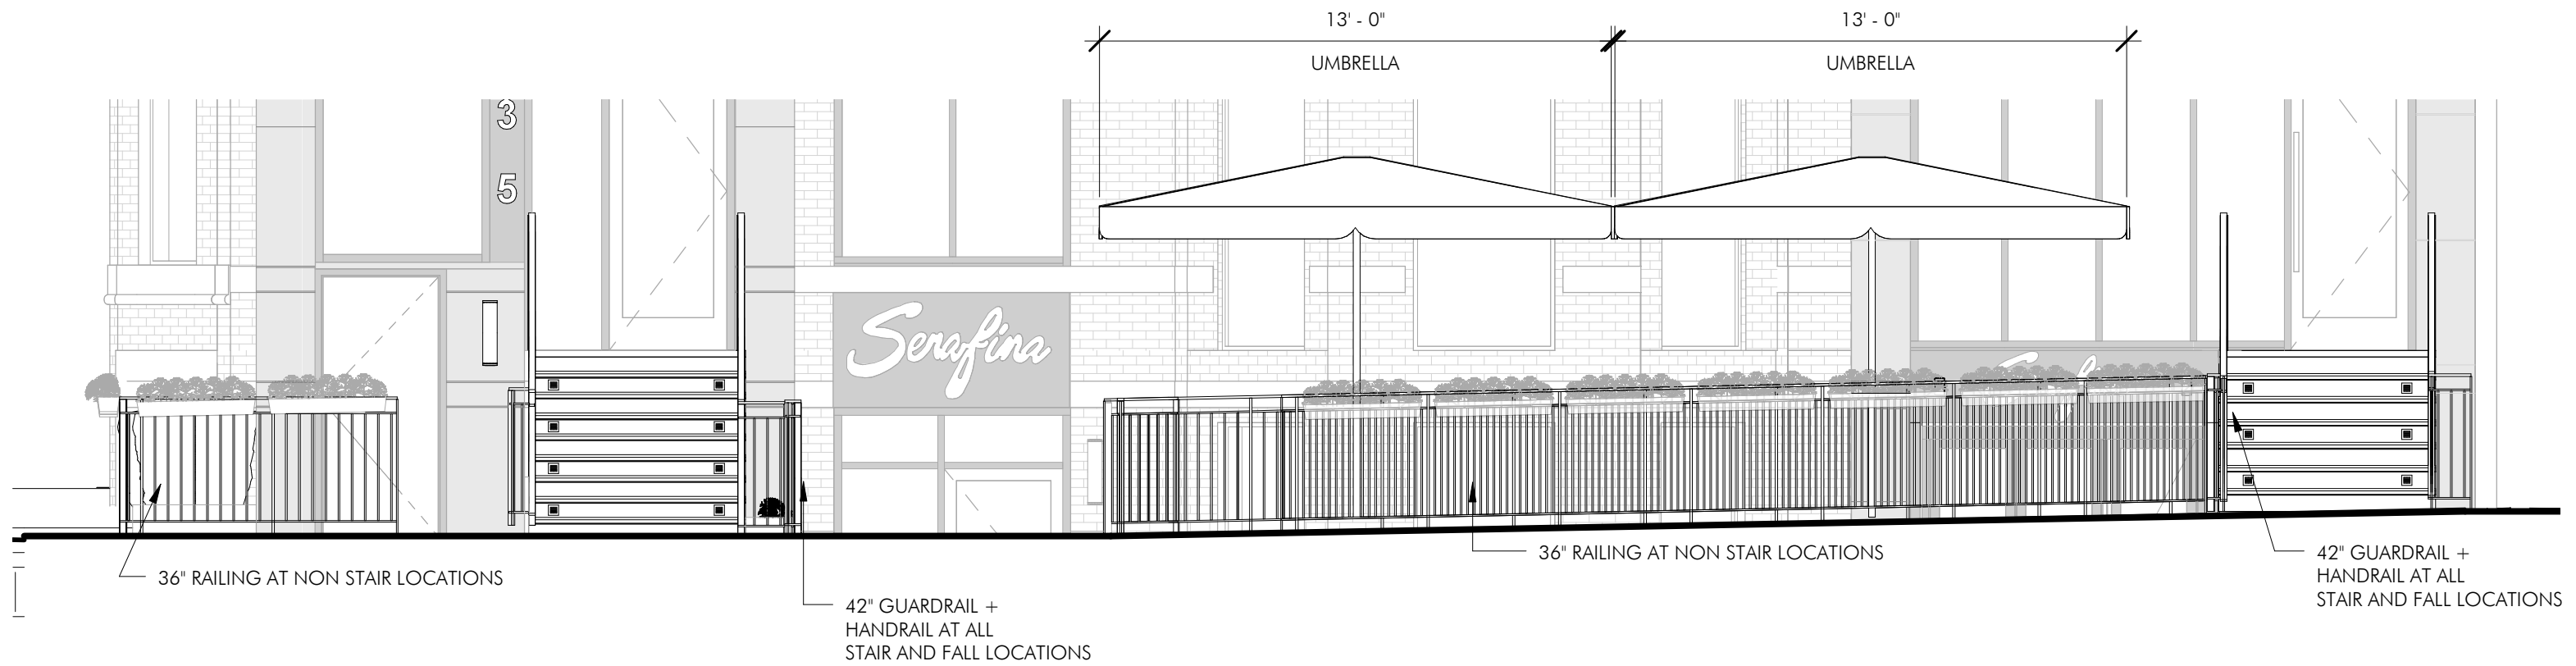 13' - 0"
13' - 0"
UMBRELLA
UMBRELLA
3
5
Serafina
36" RAILING AT NON STAIR LOCATIONS
42" GUARDRAIL +
HANDRAIL AT ALL
STAIR AND FALL LOCATIONS
36" RAILING AT NON STAIR LOCATIONS
42" GUARDRAIL +
HANDRAIL AT ALL
STAIR AND FALL LOCATIONS